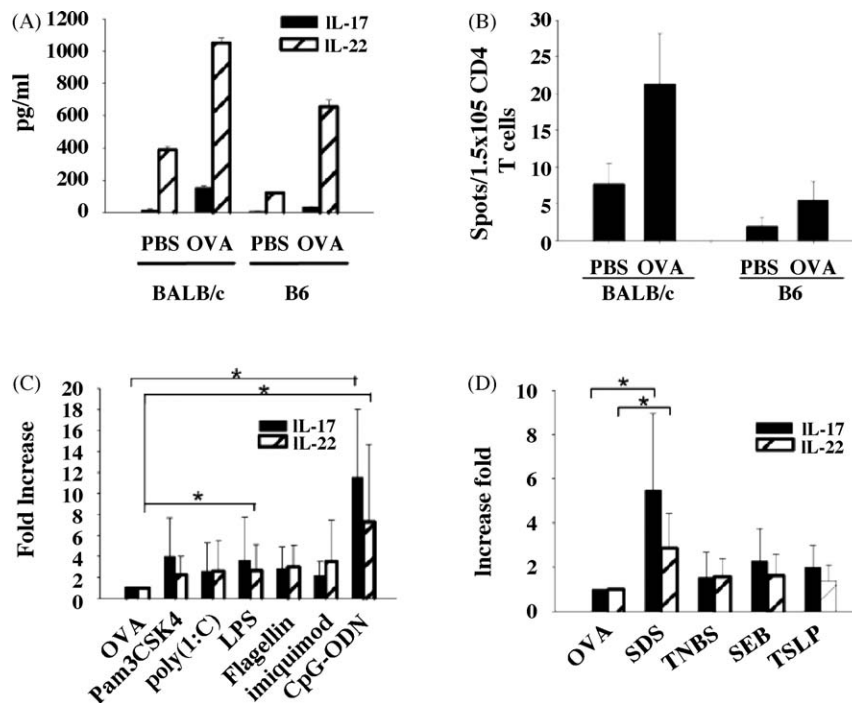 (A)
1200
1000
800
600
400
200
0
pg/ml
IL-17
IL-22
PBS OVA PBS OVA
BALB/c B6
(B)
30
25
20
15
10
5
0
Spots/1.5x105 CD4
T cells
PBS OVA PBS OVA
BALB/c B6
(C)
20
18
16
14
12
10
8
6
4
2
0
Fold Increase
*
*
*
IL-17
IL-22
OVA
Pam3CSK4
poly(1:C)
LPS
Flagellin
imiquimod
CpG-ODN
(D)
10
8
6
4
2
0
Increase fold
*
*
IL-17
IL-22
OVA
SDS
TNBS
SEB
TSLP